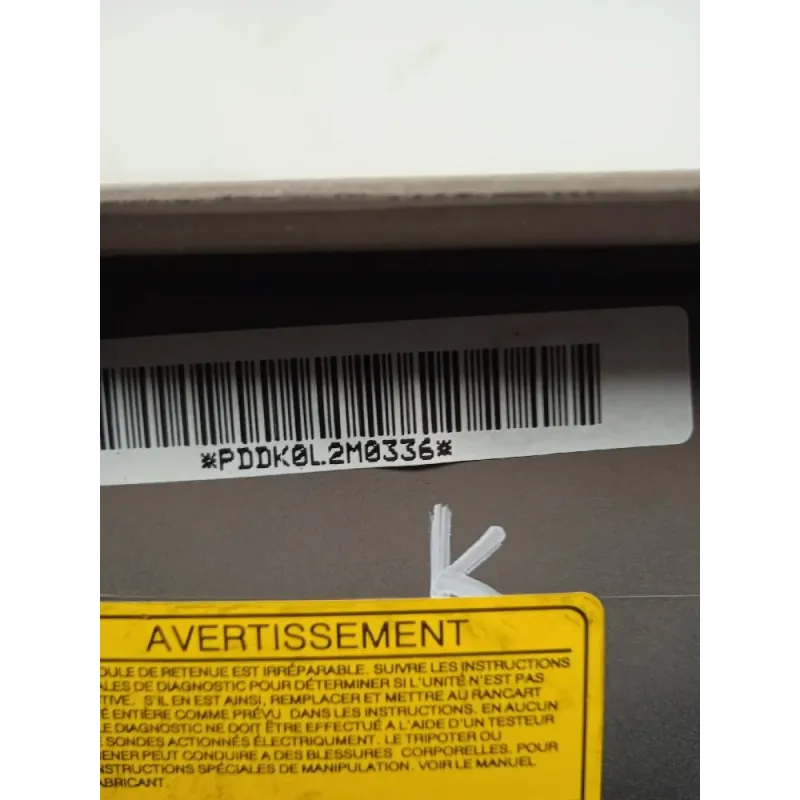 *PDDK0L2M0336*
K
AVERTISSEMENT
DULE DE RETENUE EST IRRÉPARABLE. SUIVRE LES INSTRUCTIONS
ALES DE DIAGNOSTIC POUR DÉTERMINER SI L'UNITÉ N'EST PAS
TIVE. S'IL EN EST AINSI, REMPLACER ET METTRE AU RANCART
É ENTIÈRE COMME PRÉVU DANS LES INSTRUCTIONS. EN AUCUN
LE DIAGNOSTIC NE DOIT ÊTRE EFFECTUÉ À L'AIDE D'UN TESTEUR
SONDES ACTIONNÉS ÉLECTRIQUMENT. LE TRIPOTER OU
ENER PEUT CONDUIRE A DES BLESSURES CORPORELLES. POUR
NSTRUCTIONS SPÉCIALES DE MANIPULATION. VOIR LE MANUEL
ABRICANT.